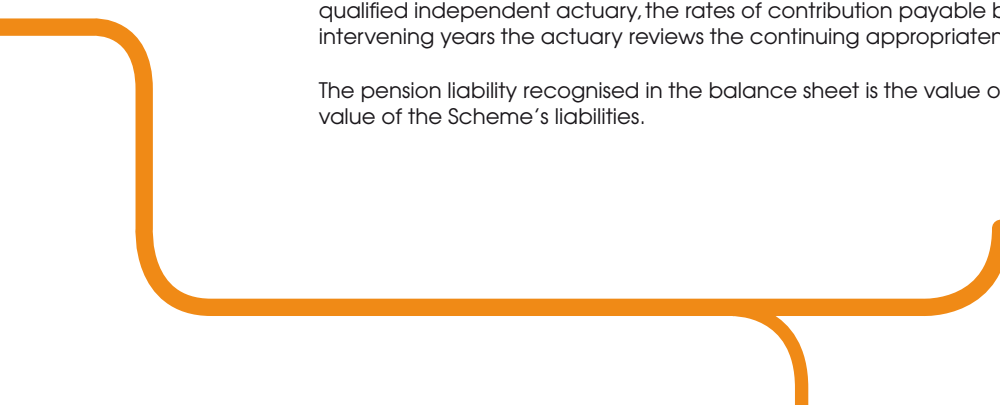 qualified independent actuary, the rates of contribution payable
intervening years the actuary reviews the continuing
The pension liability recognised in the balance sheet is the value
value of the Scheme's liabilities.